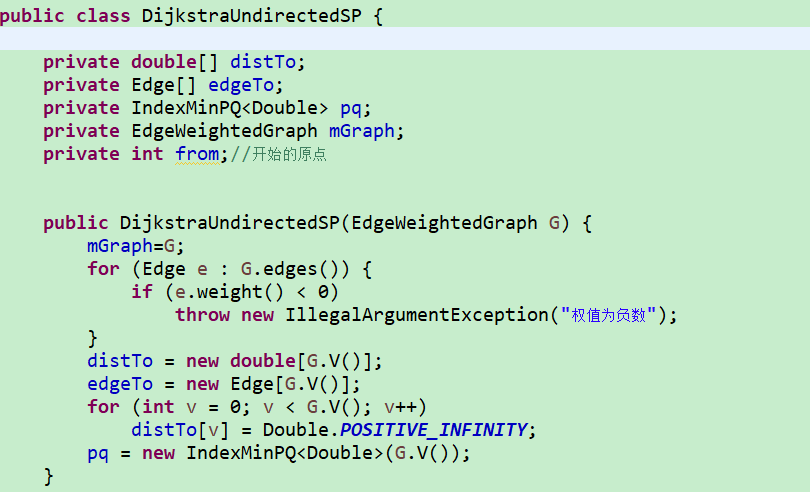 public class DijkstraUndirectedSP {
private double[] distTo;
private Edge[] edgeTo;
private IndexMinPQ<Double> pq;
private EdgeWeightedGraph mGraph;
private int from;//开始的原点
public DijkstraUndirectedSP(EdgeWeightedGraph G) {
mGraph=G;
for (Edge e : G.edges()) {
if (e.weight() < 0)
throw new IllegalArgumentException("权值为负数");
}
distTo = new double[G.V()];
edgeTo = new Edge[G.V()];
for (int v = 0; v < G.V(); v++)
distTo[v] = Double.POSITIVE_INFINITY;
pq = new IndexMinPQ<Double>(G.V());
}